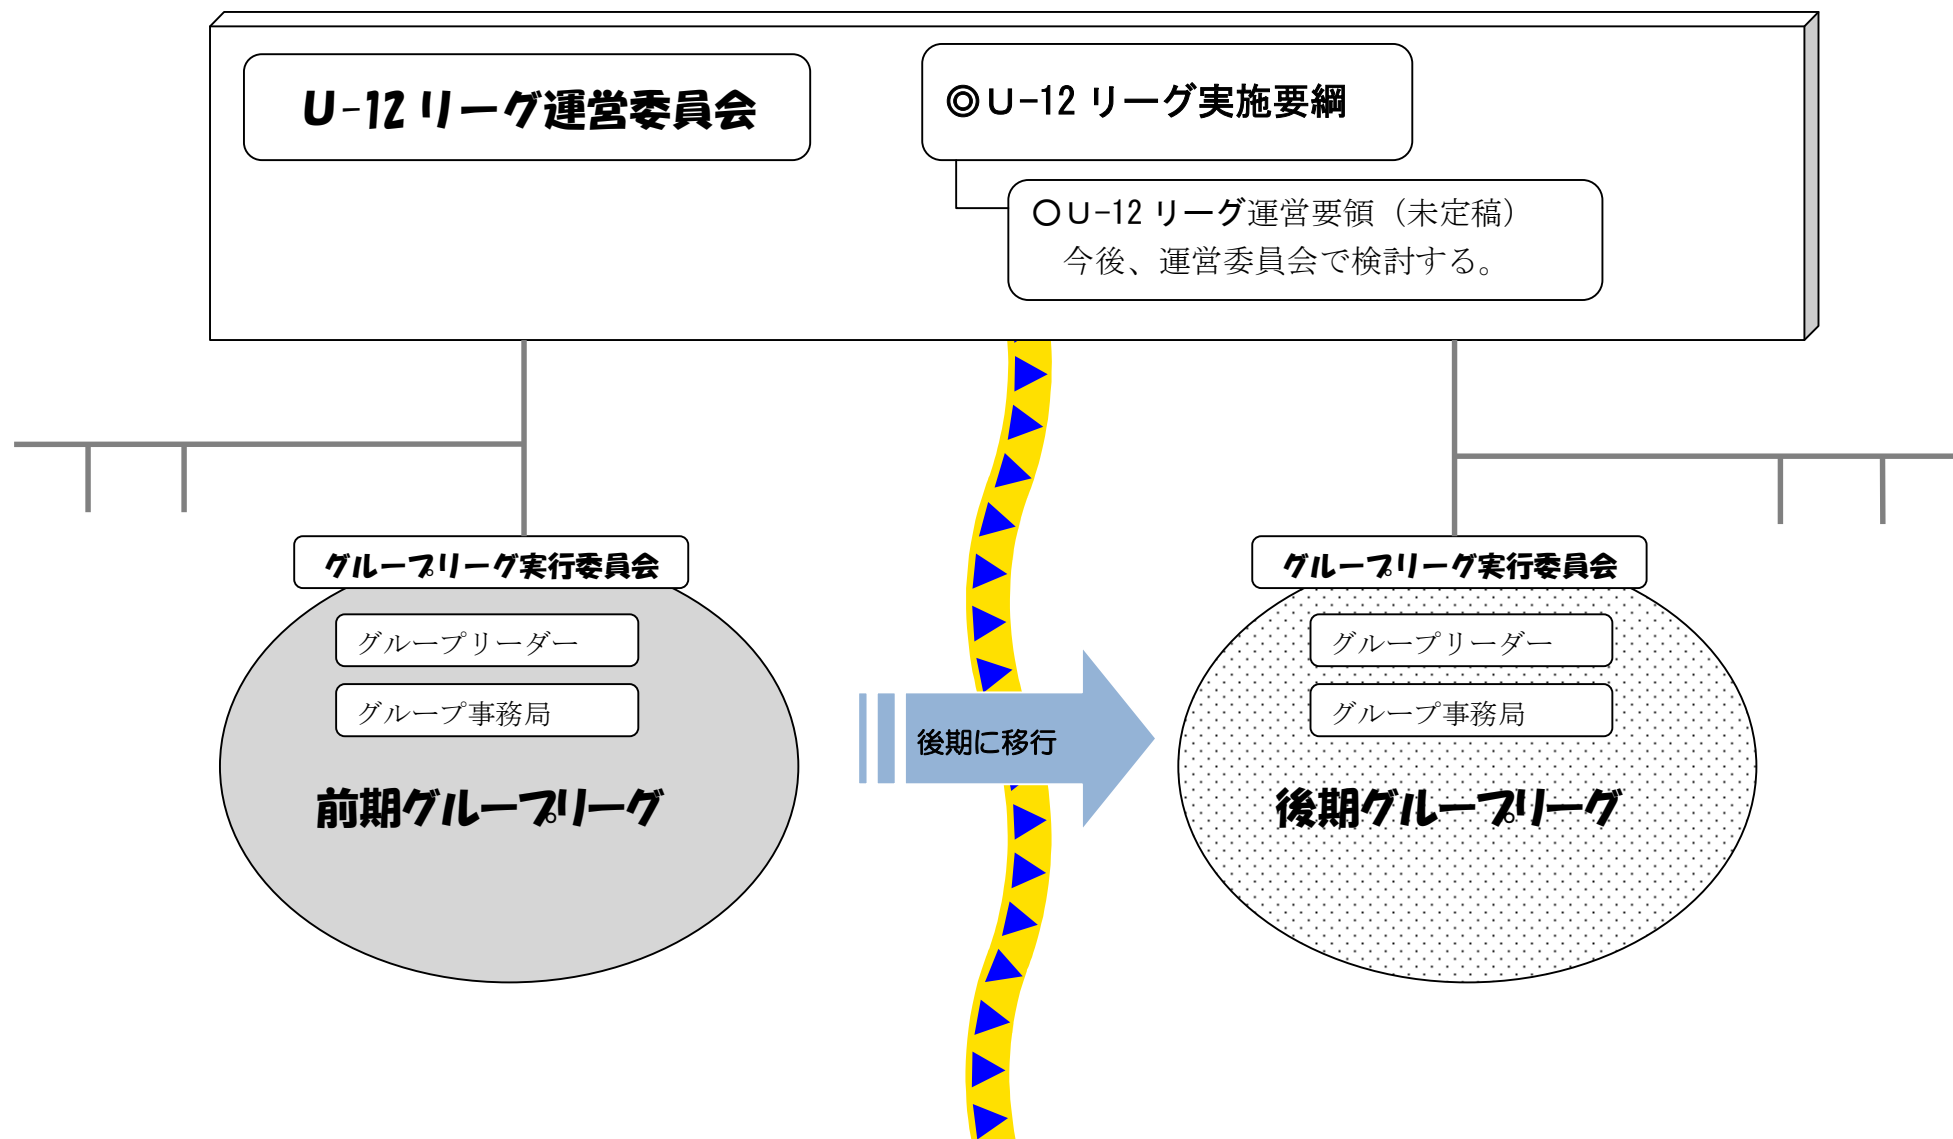 U-12リーグ運営委員会
◎U-12 リーグ実施要綱
○U-12 リーグ運営要領（未定稿）
今後、運営委員会で検討する。
グループリーグ実行委員会
グループリーダー
グループ事務局
前期グループリーグ
後期に移行
グループリーグ実行委員会
グループリーダー
グループ事務局
後期グループリーグ